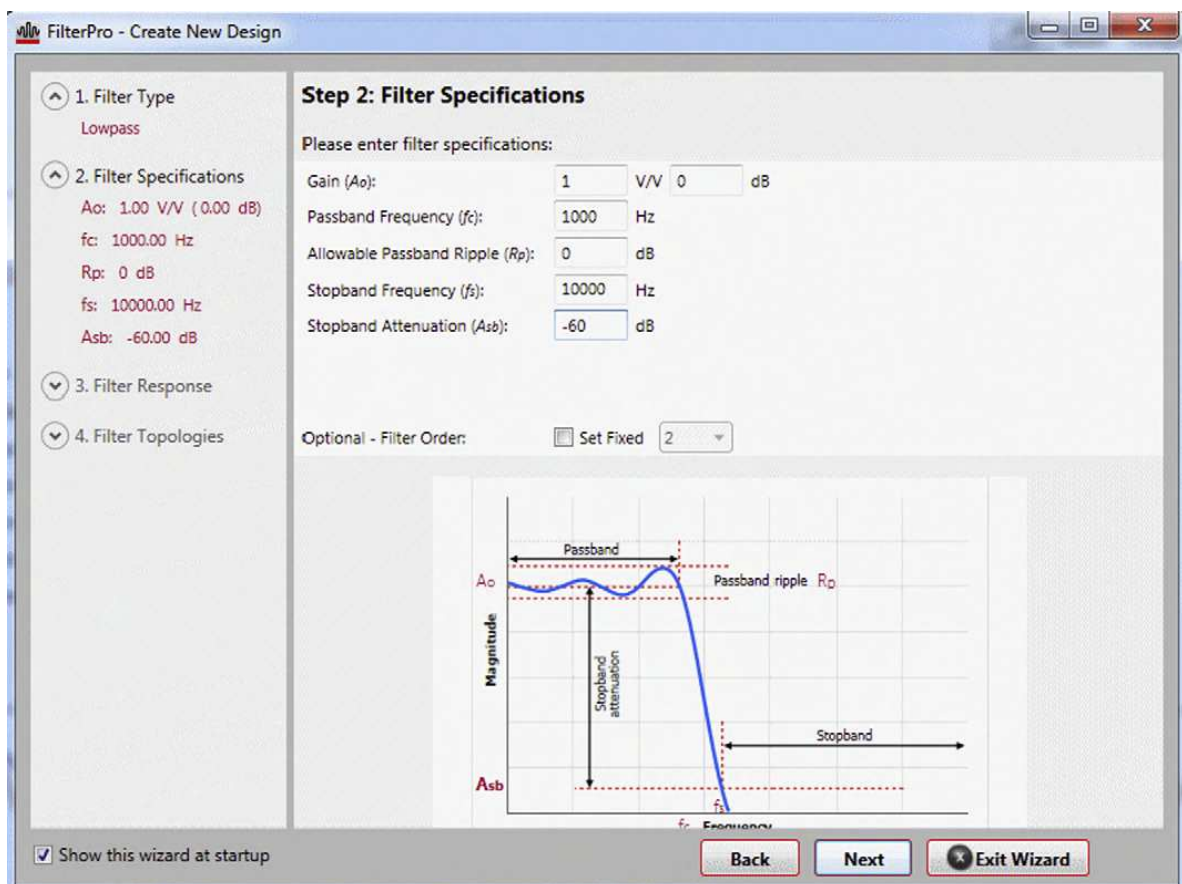 FilterPro - Create New Design
1. Filter Type
Lowpass
2. Filter Specifications
Ao: 1.00 V/V ( 0.00 dB)
fc: 1000.00 Hz
Rp: 0 dB
fs: 10000.00 Hz
Asb: -60.00 dB
3. Filter Response
4. Filter Topologies
Step 2: Filter Specifications
Please enter filter specifications:
Gain (Ao): 1 V/V 0 dB
Passband Frequency (fc): 1000 Hz
Allowable Passband Ripple (Rp): 0 dB
Stopband Frequency (fs): 10000 Hz
Stopband Attenuation (Asb): -60 dB
Optional - Filter Order: Set Fixed 2
Passband
Ao
Passband ripple Rp
Magnitude
Stopband
attenuation
Stopband
Asb
fs
fc Frequency
Show this wizard at startup
Back
Next
Exit Wizard